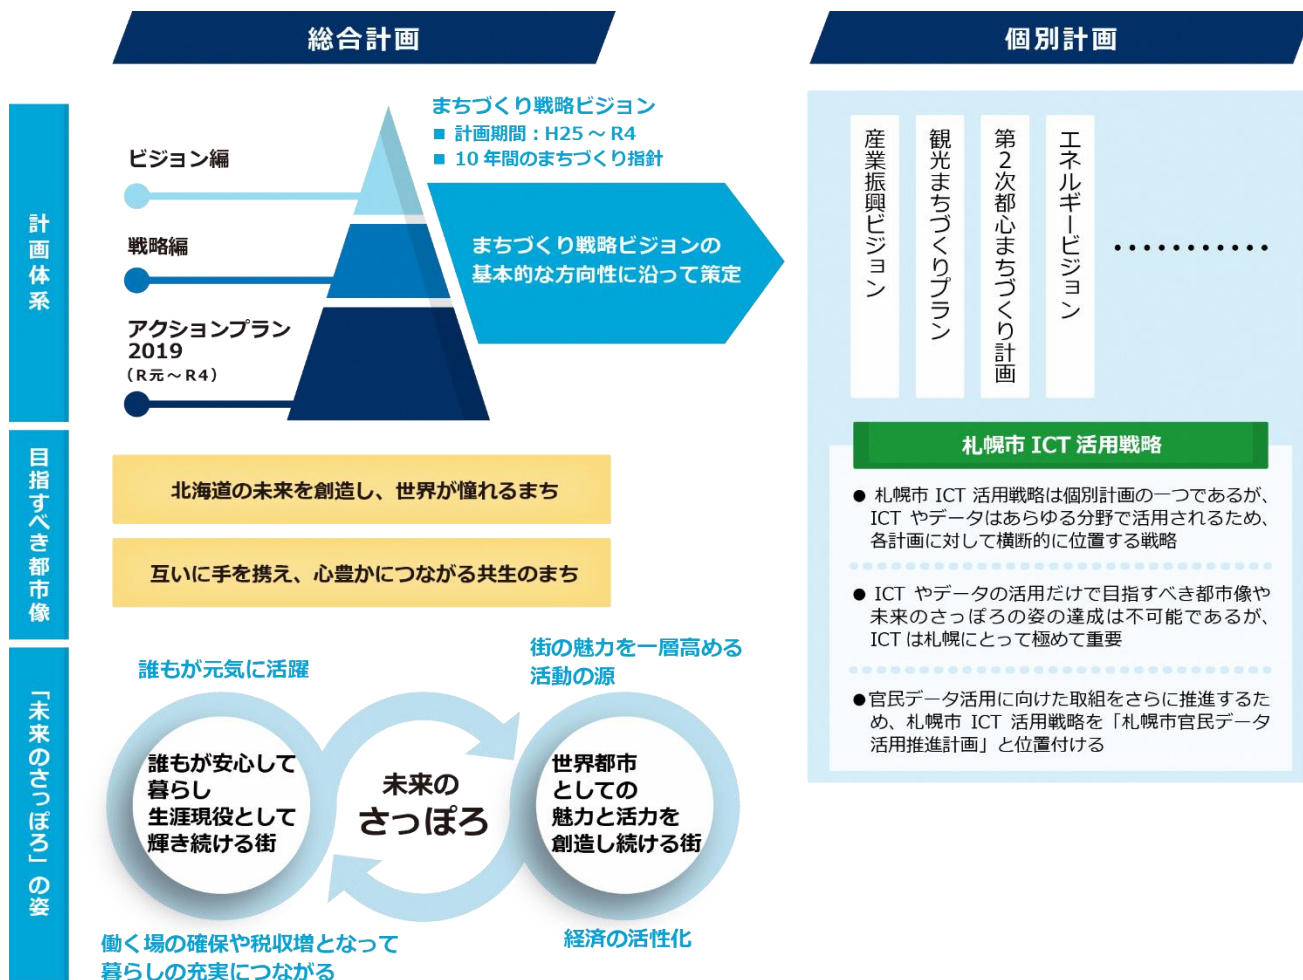 総合計画
個別計画
計画体系
まちづくり戦略ビジョン
■ 計画期間：H25～R4
■ 10年間のまちづくり指針
ビジョン編
戦略編
アクションプラン
2019
（R元～R4）
まちづくり戦略ビジョンの
基本的な方向性に沿って策定
産業振興ビジョン
観光まちづくりプラン
第2次都心まちづくり計画
エネルギービジョン
…………
札幌市 ICT 活用戦略
● 札幌市 ICT 活用戦略は個別計画の一つであるが、
ICT やデータはあらゆる分野で活用されるため、
各計画に対して横断的に位置する戦略
● ICT やデータの活用だけで目指すべき都市像や
未来のさっぽろの姿の達成は不可能であるが、
ICTは札幌にとって極めて重要
●官民データ活用に向けた取組をさらに推進するた
め、札幌市 ICT 活用戦略を「札幌市官民データ
活用推進計画」と位置付ける
目指すべき都市像
北海道の未来を創造し、世界が憧れるまち
互いに手を携え、心豊かにつながる共生のまち
「未来のさっぽろ」の姿
誰もが元気に活躍
街の魅力を一層高める
活動の源
誰もが安心して
暮らし
生涯現役として
輝き続ける街
未来の
さっぽろ
世界都市
としての
魅力と活力を
創造し続ける街
働く場の確保や税収増となって
暮らしの充実につながる
経済の活性化